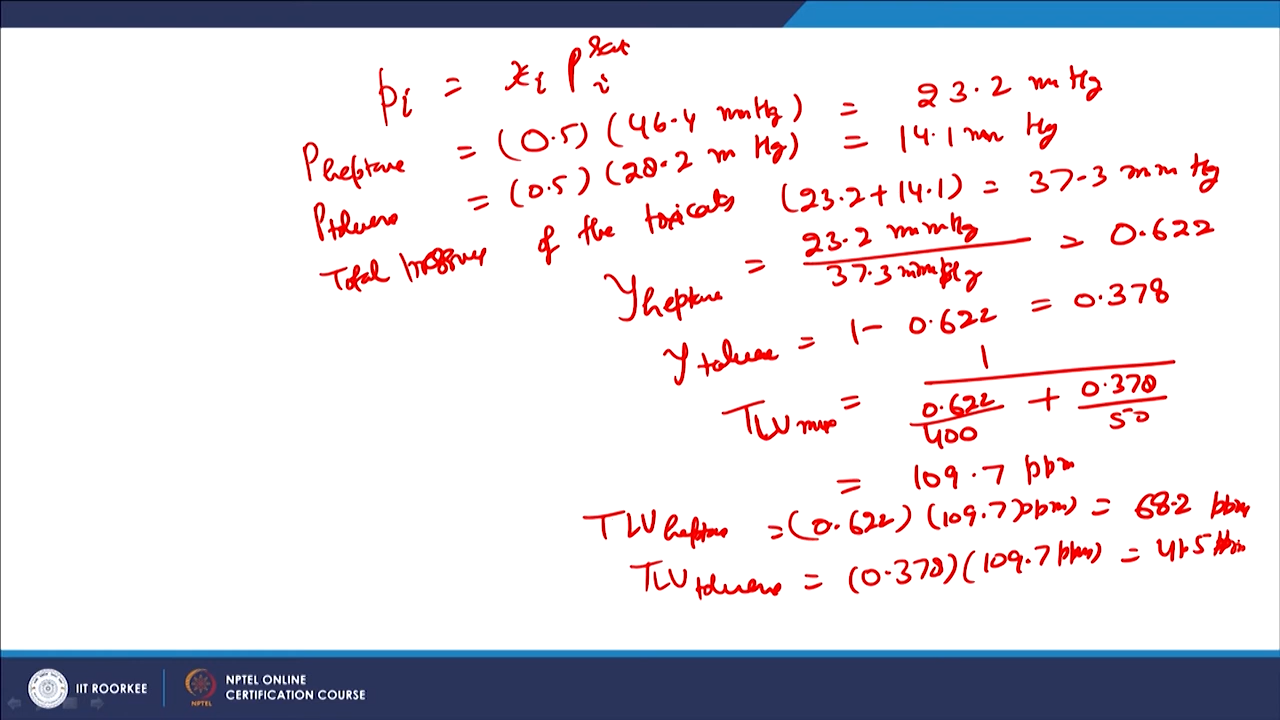 pᵢ = xᵢ Pᵢ^sat
Pheptane = (0.5) (46.4 mmHg) = 23.2 mm Hg
Ptoluene = (0.5) (28.2 m Hg) = 14.1 mm Hg
Total pressures of the toxicants (23.2+14.1) = 37.3 mm Hg
yheptane = 23.2 mmHg / 37.3 mmHg = 0.622
ytoluene = 1- 0.622 = 0.378
TLVmix = 1 / (0.622/400 + 0.378/50)
= 109.7 ppm
TLVheptane = (0.622) (109.7 ppm) = 68.2 ppm
TLVtoluene = (0.378) (109.7 ppm) = 41.5 ppm
IIT ROORKEE
NPTEL ONLINE
CERTIFICATION COURSE
NPTEL